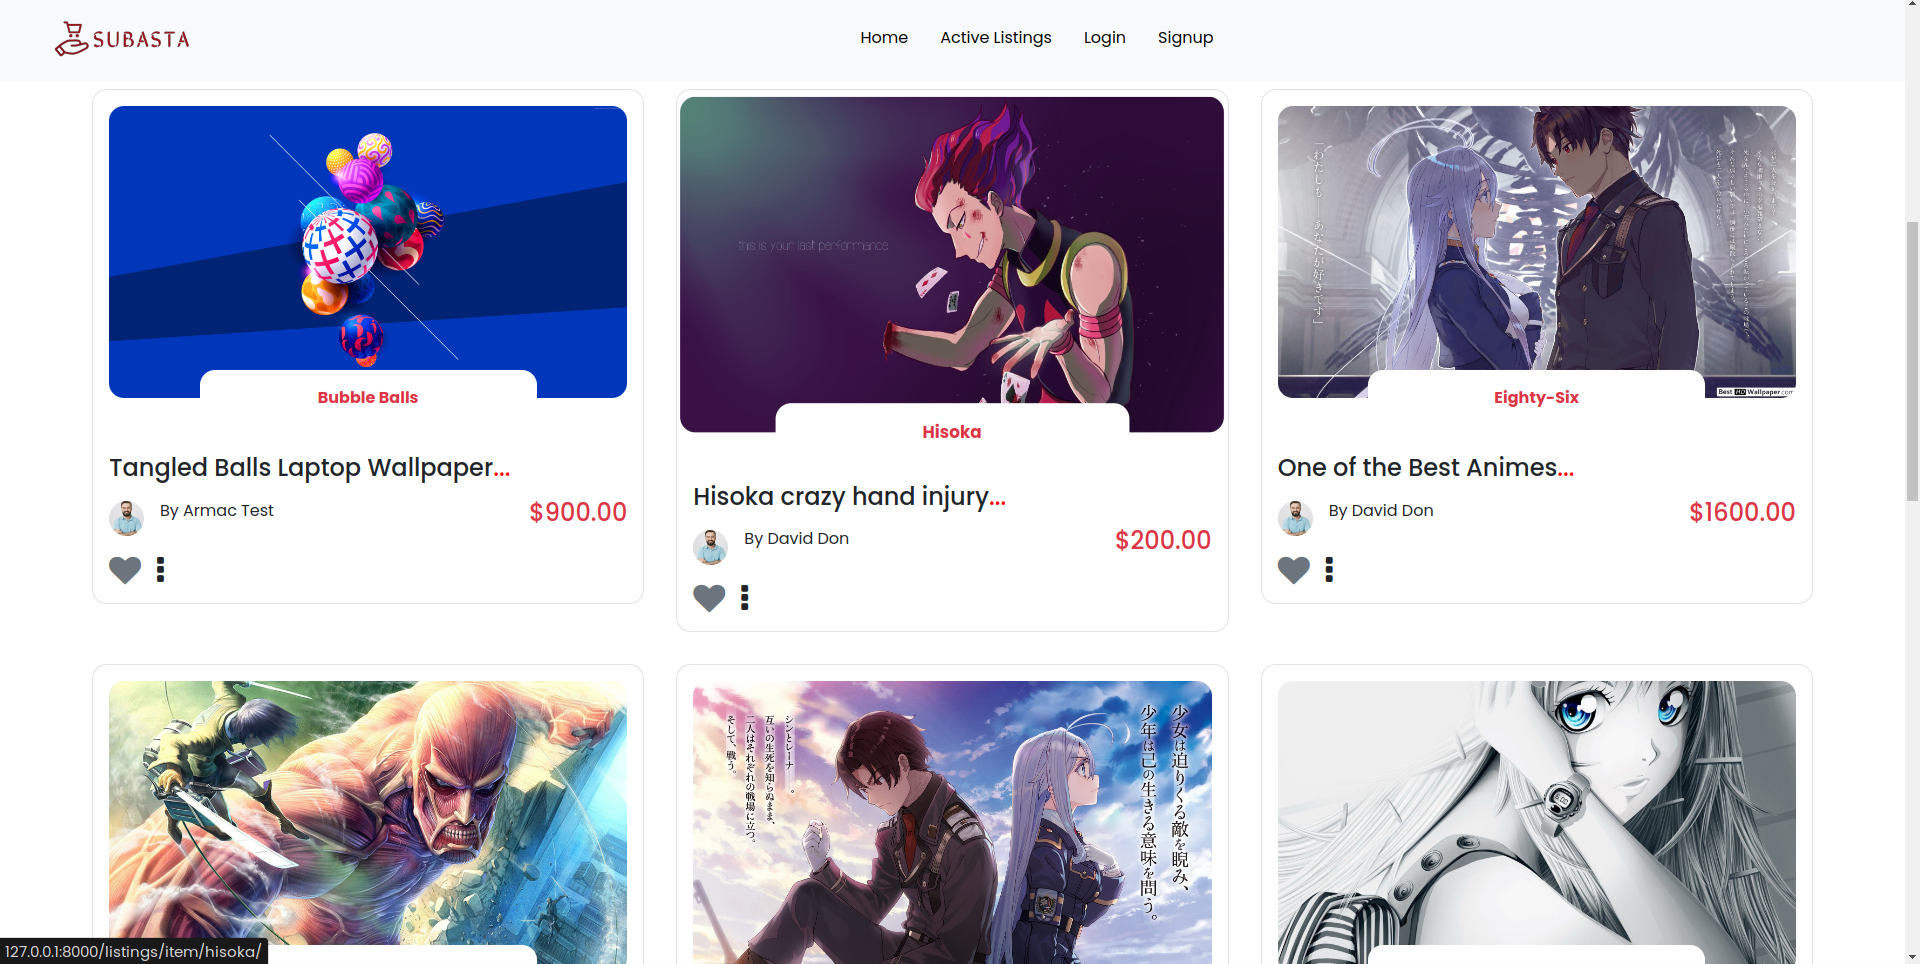 SUBASTA
Home
Active Listings
Login
Signup
this is your last performance
「わたしも、あなたが好きです」
Best HD Wallpaper.com
Bubble Balls
Hisoka
Eighty-Six
Tangled Balls Laptop Wallpaper...
By Armac Test
$900.00
Hisoka crazy hand injury...
By David Don
$200.00
One of the Best Animes...
By David Don
$1600.00
シンとレーナ。
互いの生死を知らぬまま、
二人はそれぞれの戦場に立つ。
そして、戦う。
少女は迫りくる敵を睨み、
少年は己の生きる意味を問う。
127.0.0.1:8000/listings/item/hisoka/